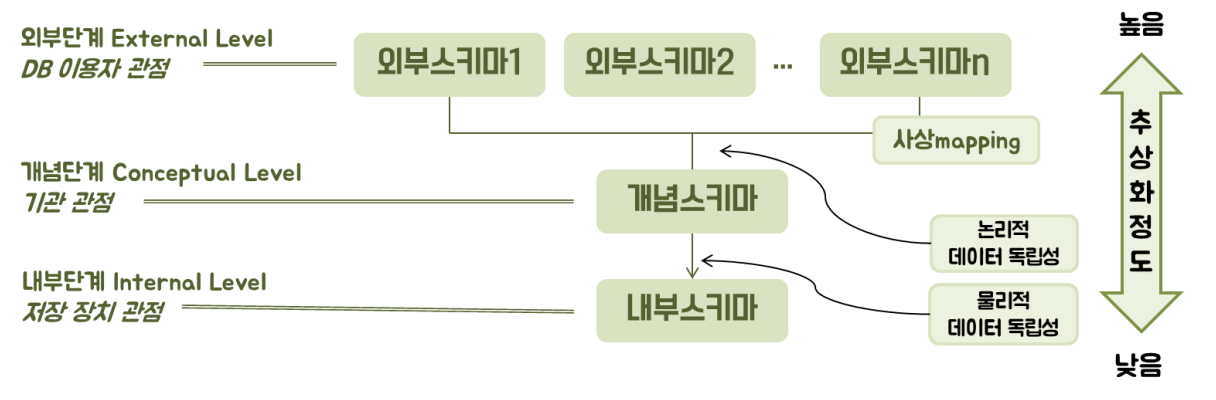 외부단계 External Level
DB 이용자 관점
외부스키마1
외부스키마2
...
외부스키마n
사상mapping
개념단계 Conceptual Level
기관 관점
개념스키마
논리적
데이터 독립성
내부단계 Internal Level
저장 장치 관점
내부스키마
물리적
데이터 독립성
높음
추
상
화
정
도
낮음